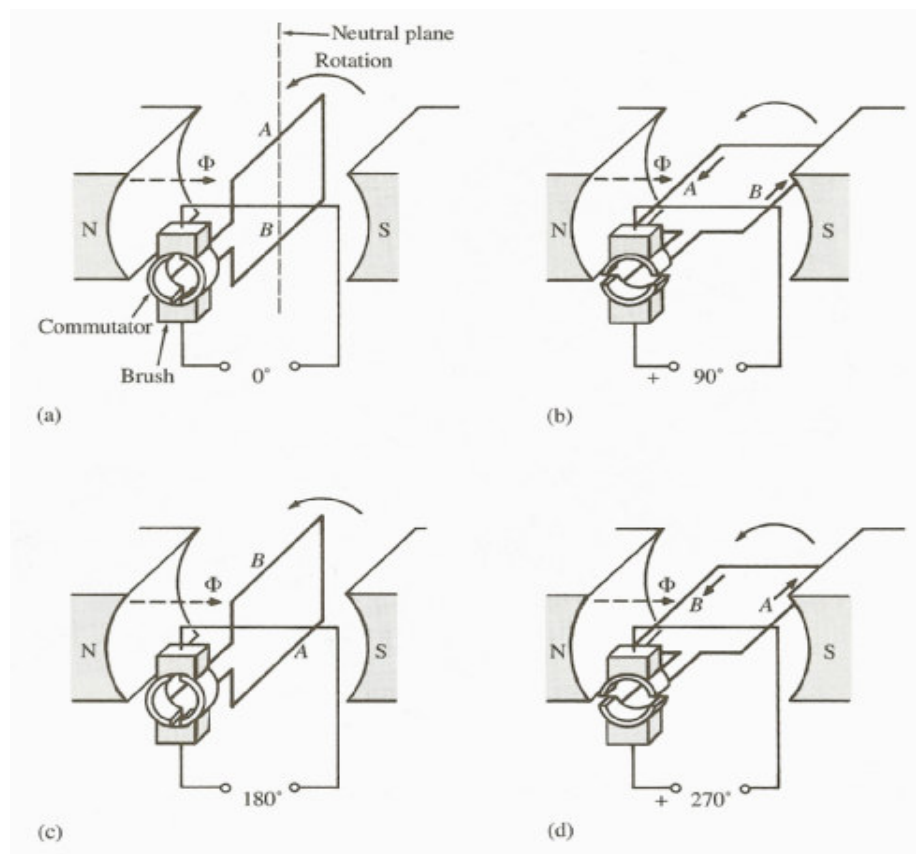 Neutral plane
Rotation
A
Φ
N
B
S
Commutator
Brush
0°
(a)
Φ
A
B
N
S
+ 90°
(b)
B
Φ
N
A
S
180°
(c)
Φ
B
A
N
S
+ 270°
(d)